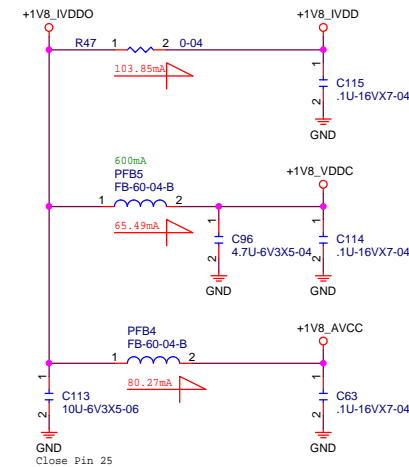 +1V8_IVDDO
+1V8_IVDD
R47 1 2 0-04
103.85mA
1
2
C115
.1U-16VX7-04
GND
600mA
PFB5
FB-60-04-B
+1V8_VDDC
1 2
65.49mA
1
2
C96
4.7U-6V3X5-04
GND
1
2
C114
.1U-16VX7-04
GND
PFB4
FB-60-04-B
+1V8_AVCC
1 2
80.27mA
1
2
C113
10U-6V3X5-06
GND
Close Pin 25
1
2
C63
.1U-16VX7-04
GND